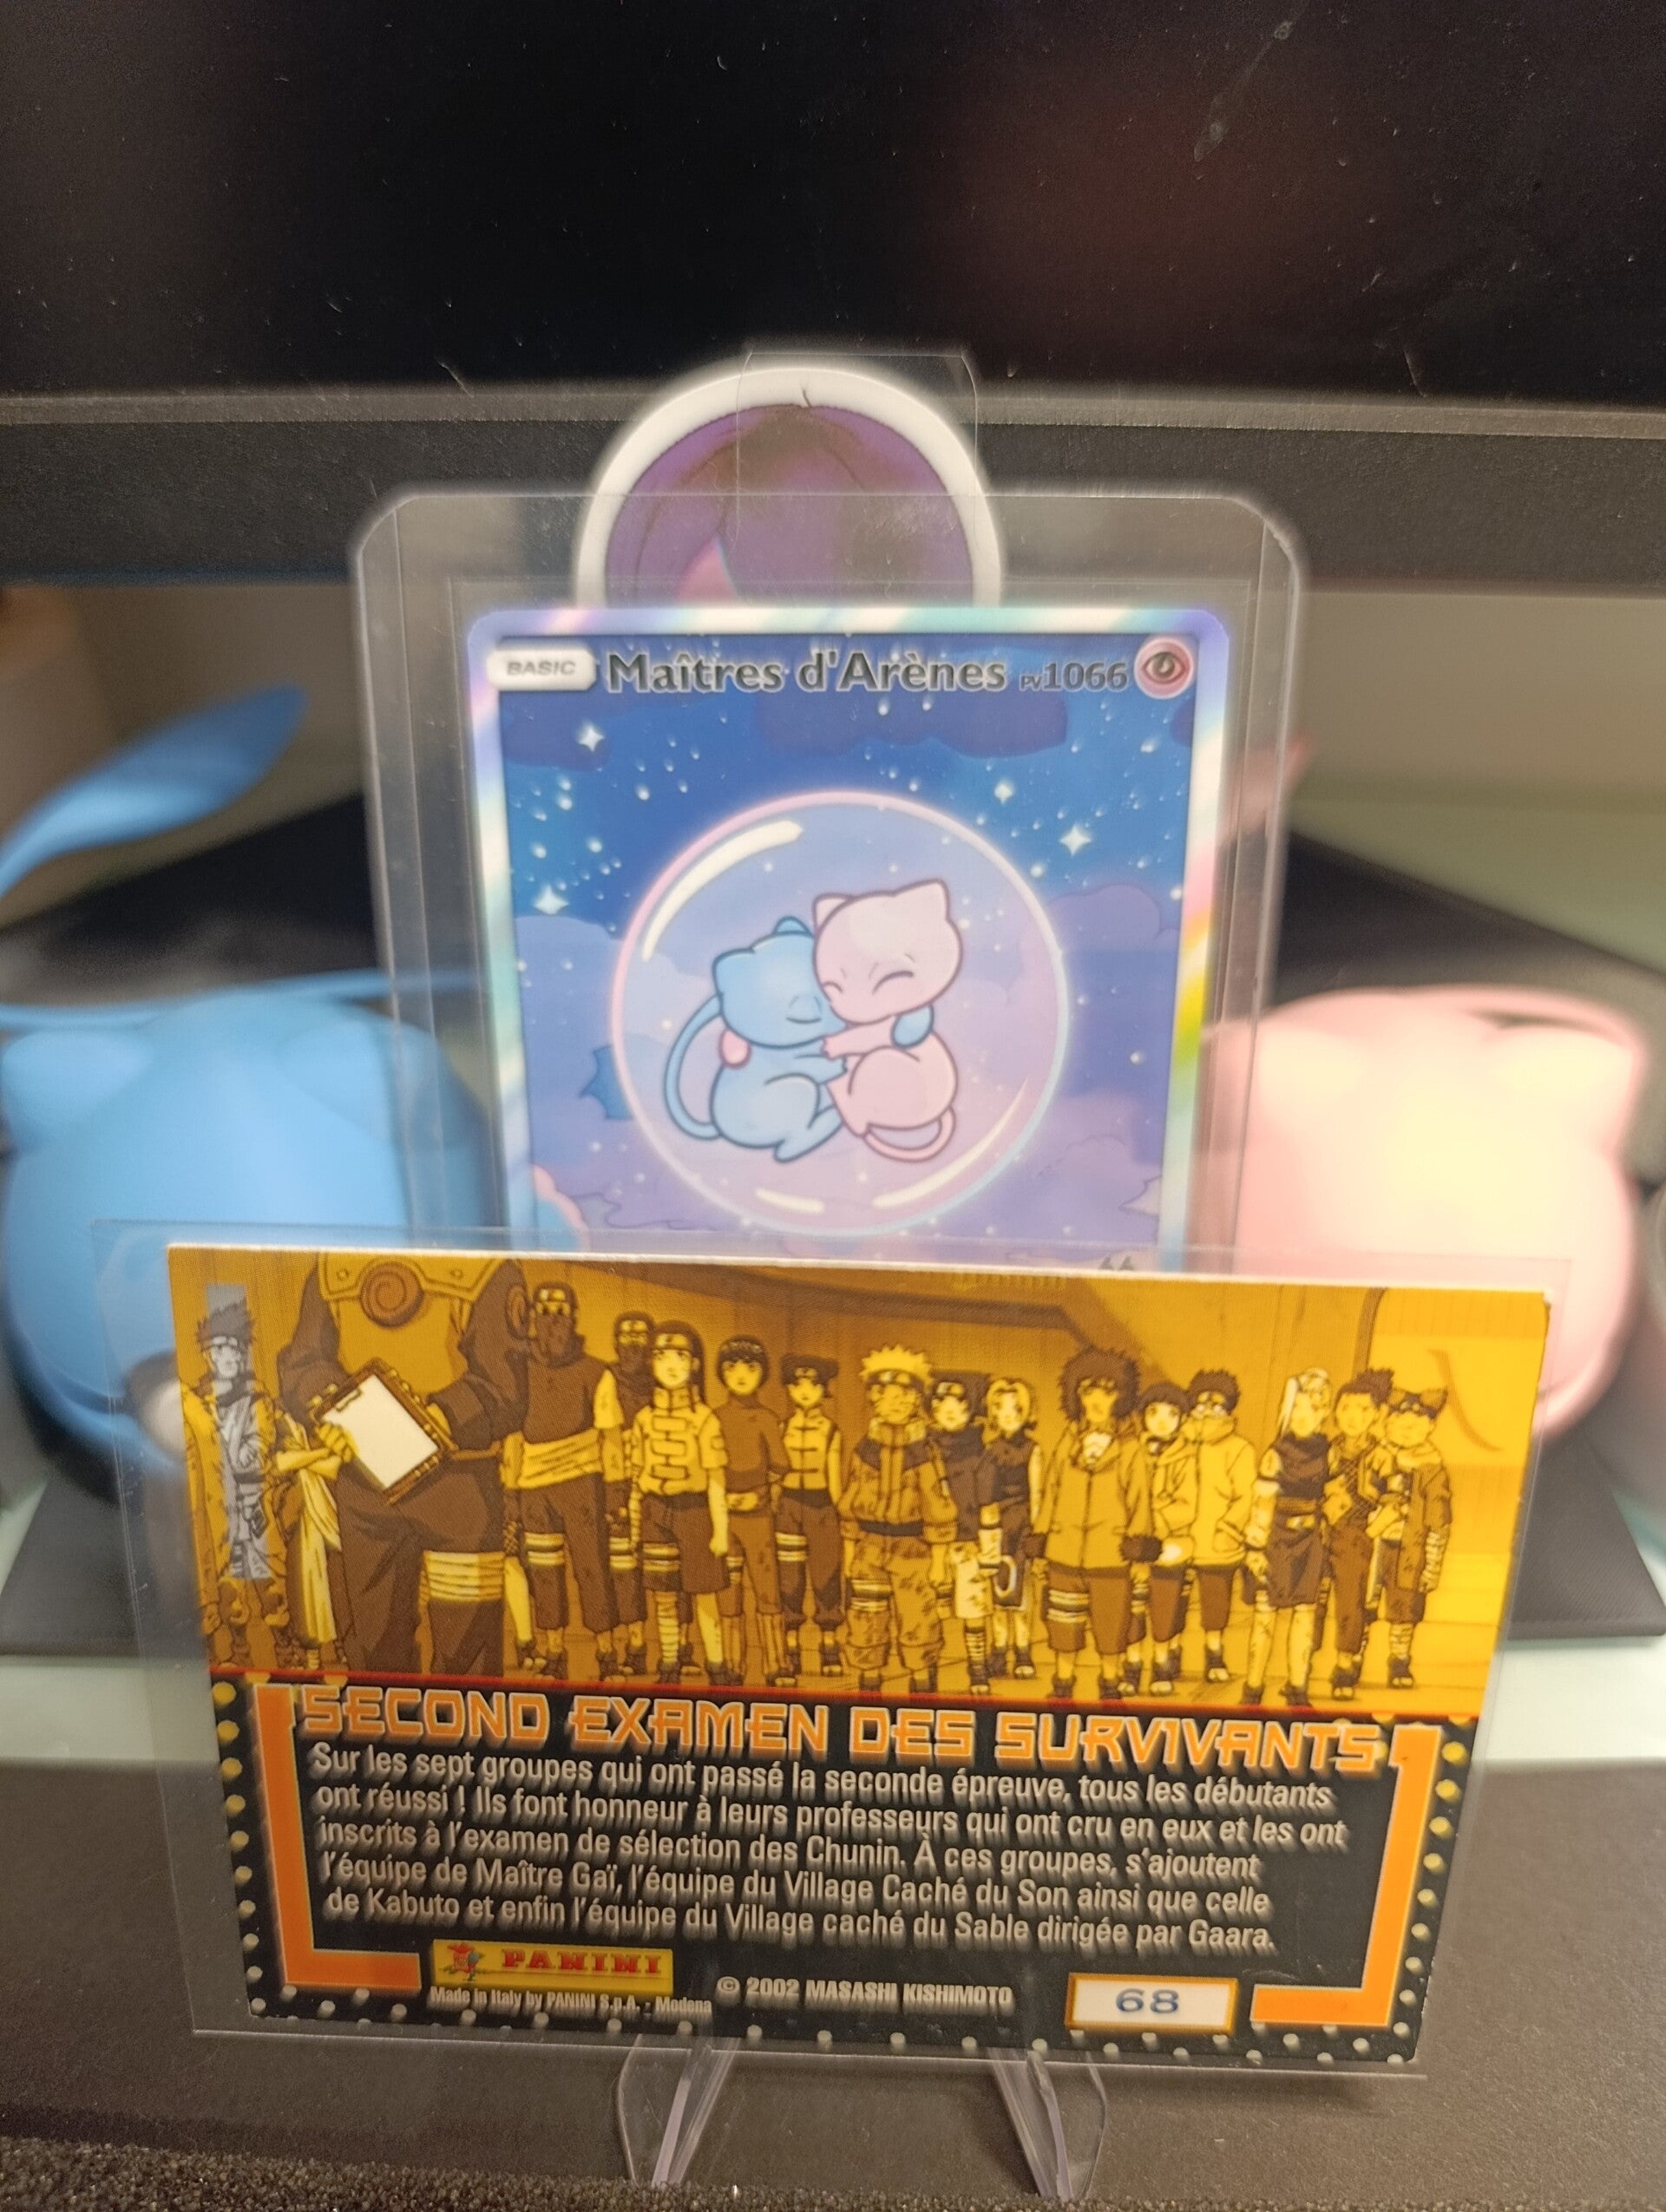 BASIC Maîtres d'Arènes PV1066
SECOND EXAMEN DES SURVIVANTS
Sur les sept groupes qui ont passé la seconde épreuve, tous les débutants
ont réussi ! Ils font honneur à leurs professeurs qui ont cru en eux et les ont
inscrits à l'examen de sélection des Chunin. À ces groupes, s'ajoutent
l'équipe de Maître Gaï, l'équipe du Village Caché du Son ainsi que celle
de Kabuto et enfin l'équipe du Village caché du Sable dirigée par Gaara.
PANINI
Made in Italy by PANINI S.p.A. - Modena
© 2002 MASASHI KISHIMOTO
68